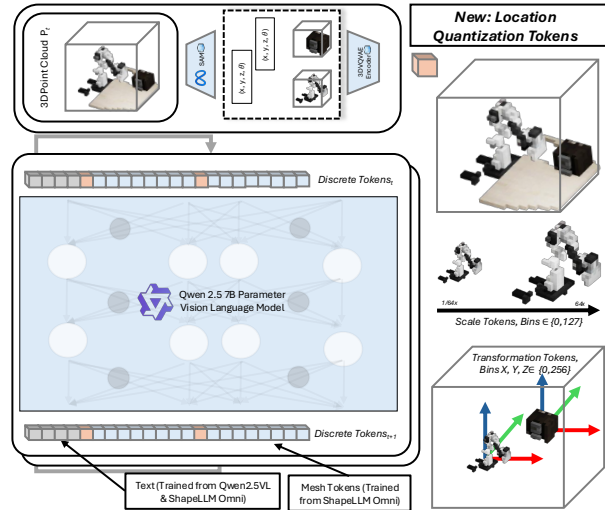 3D Point Cloud Pt
SAM
(x, y, z, θ)
(x, y, z, θ)
3D VQVAE
Encoder
New: Location
Quantization Tokens
Discrete Tokenst
Qwen 2.5 7B Parameter
Vision Language Model
Discrete Tokenst+1
Text (Trained from Qwen2.5VL
& ShapeLLM Omni)
Mesh Tokens (Trained
from ShapeLLM Omni)
1/64x
64x
Scale Tokens, Bins ∈ {0,127}
Transformation Tokens,
Bins X, Y, Z ∈ {0,256}